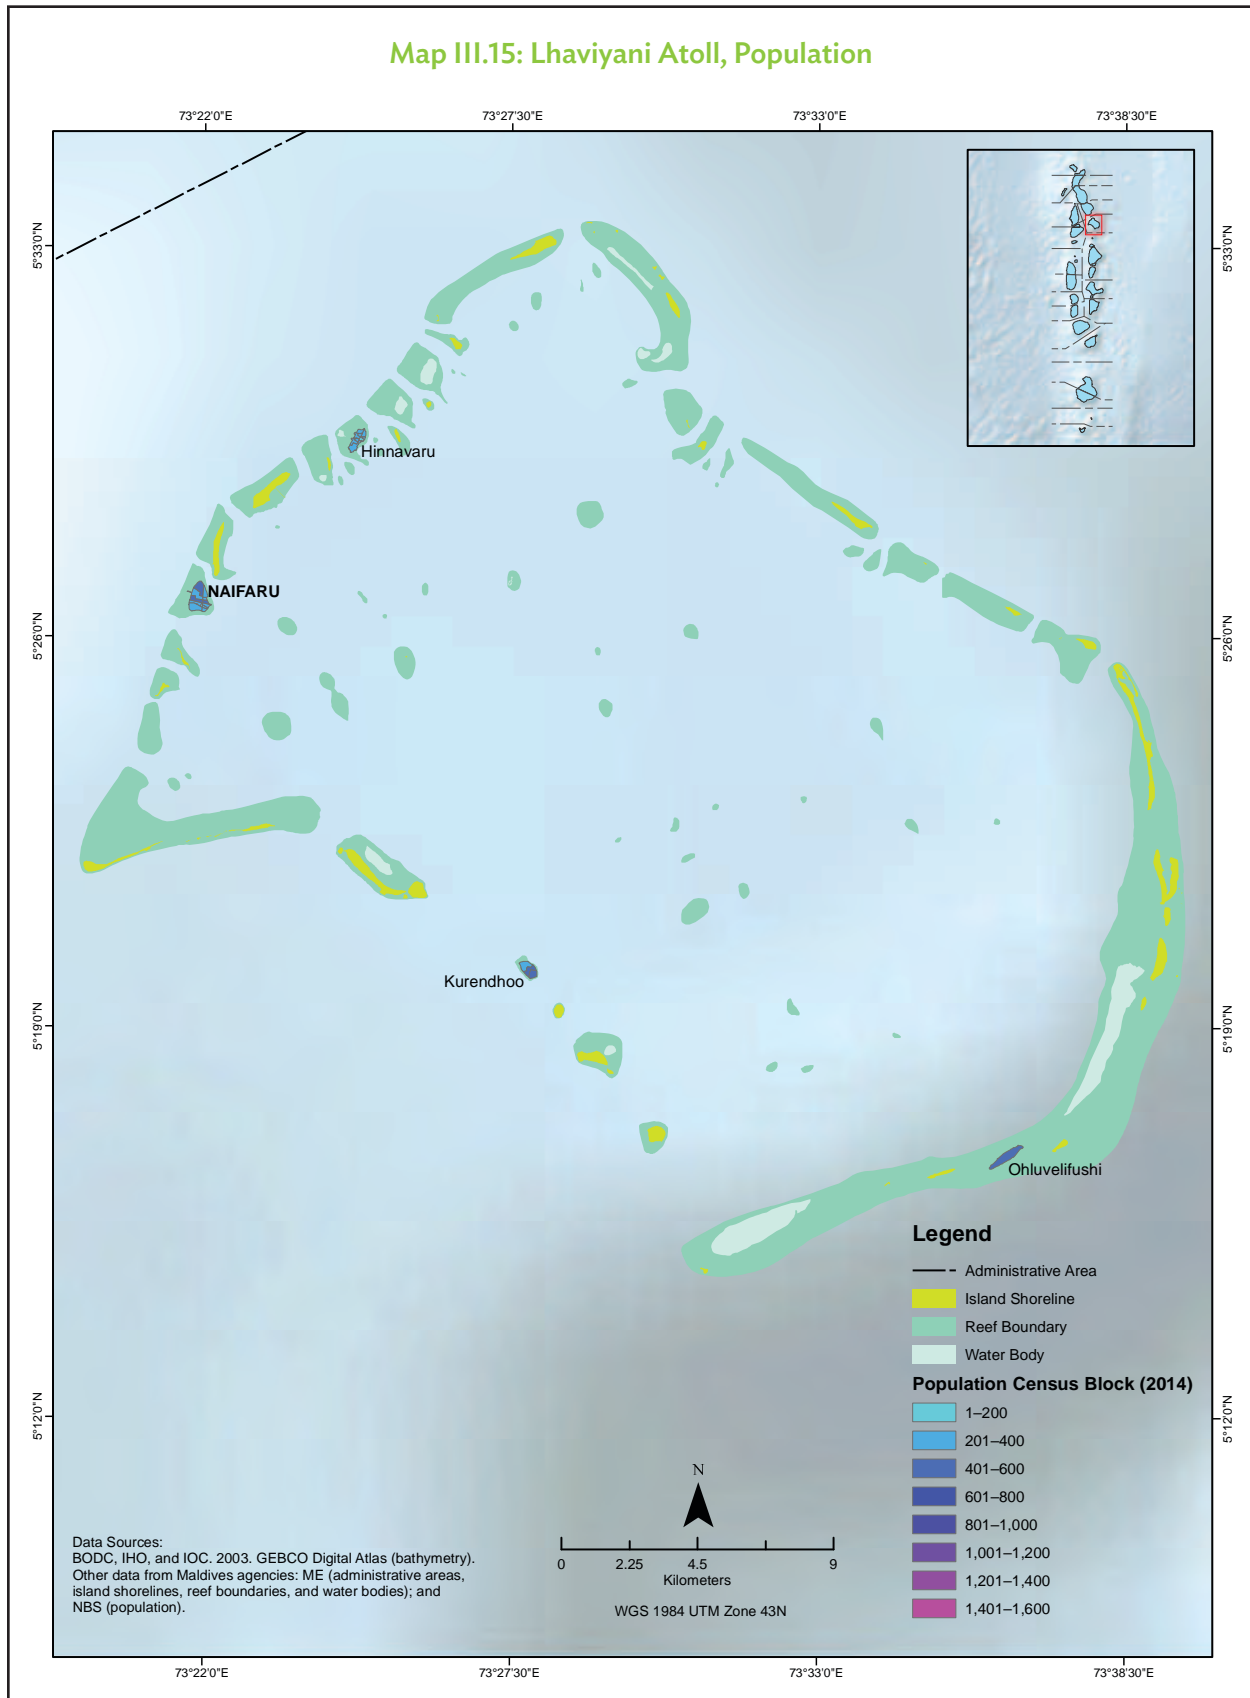 Map III.15: Lhaviyani Atoll, Population
73°22'0"E
73°27'30"E
73°33'0"E
73°38'30"E
5°33'0"N
5°33'0"N
Hinnavaru
NAIFARU
5°26'0"N
5°26'0"N
Kurendhoo
5°19'0"N
5°19'0"N
Ohluvelifushi
Legend
Administrative Area
Island Shoreline
Reef Boundary
Water Body
Population Census Block (2014)
1–200
201–400
401–600
601–800
801–1,000
1,001–1,200
1,201–1,400
1,401–1,600
5°12'0"N
5°12'0"N
N
0
2.25
4.5
9
Kilometers
WGS 1984 UTM Zone 43N
Data Sources:
BODC, IHO, and IOC. 2003. GEBCO Digital Atlas (bathymetry).
Other data from Maldives agencies: ME (administrative areas,
island shorelines, reef boundaries, and water bodies); and
NBS (population).
73°22'0"E
73°27'30"E
73°33'0"E
73°38'30"E